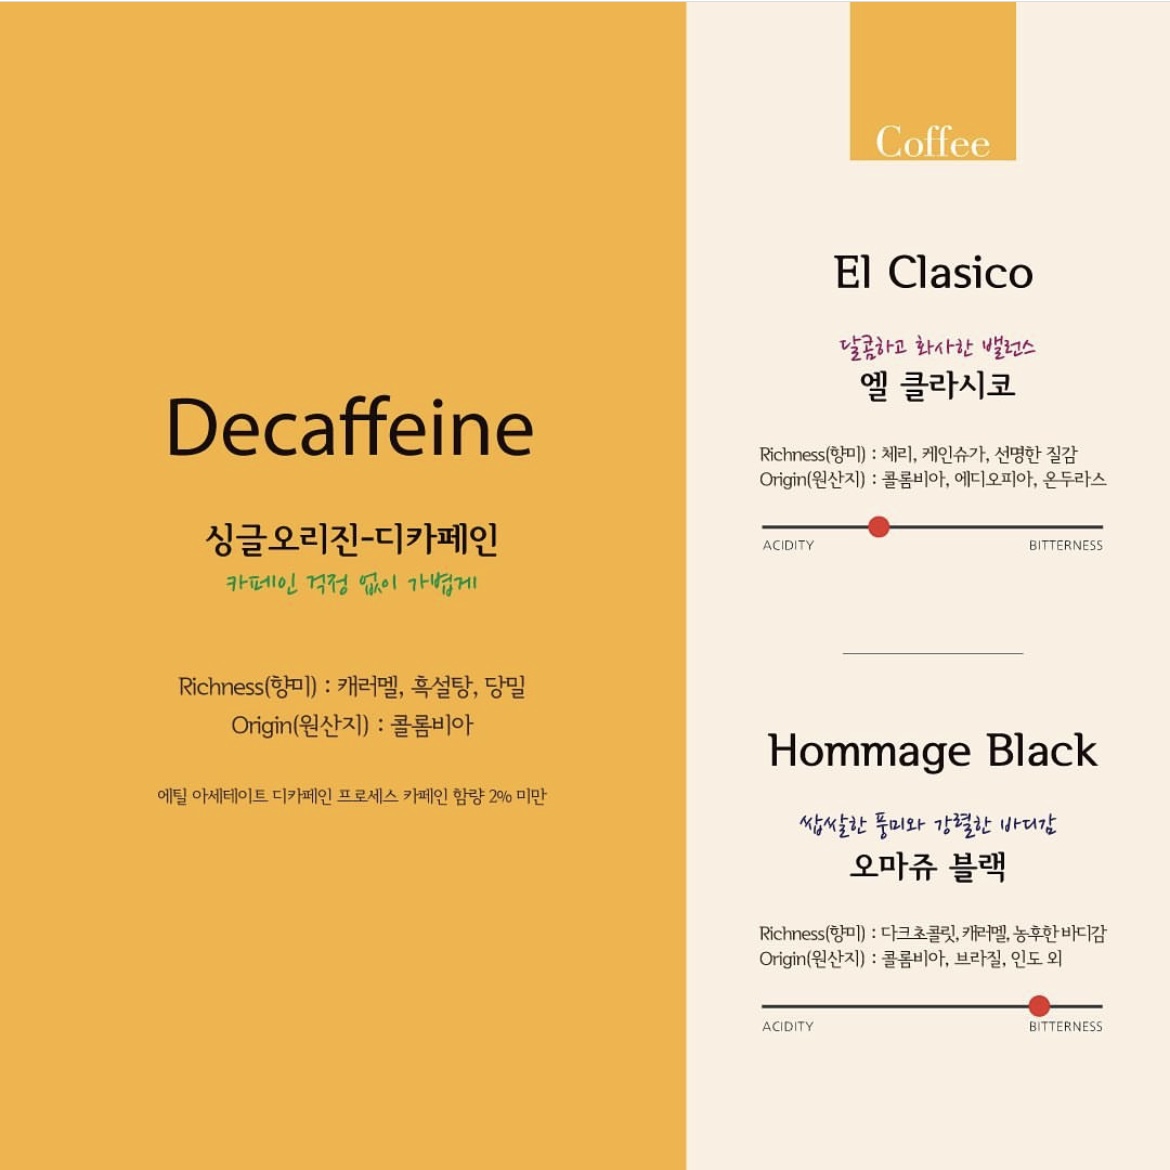 Decaffeine
싱글오리진-디카페인
카페인 걱정 없이 가볍게
Richness(향미) : 캐러멜, 흑설탕, 당밀
Origin(원산지) : 콜롬비아
에틸 아세테이트 디카페인 프로세스 카페인 함량 2% 미만
Coffee
El Clasico
달콤하고 화사한 밸런스
엘 클라시코
Richness(향미) : 체리, 케인슈가, 선명한 질감
Origin(원산지) : 콜롬비아, 에디오피아, 온두라스
ACIDITY BITTERNESS
Hommage Black
쌉쌀한 풍미와 강렬한 바디감
오마쥬 블랙
Richness(향미) : 다크초콜릿, 캐러멜, 농후한 바디감
Origin(원산지) : 콜롬비아, 브라질, 인도 외
ACIDITY BITTERNESS